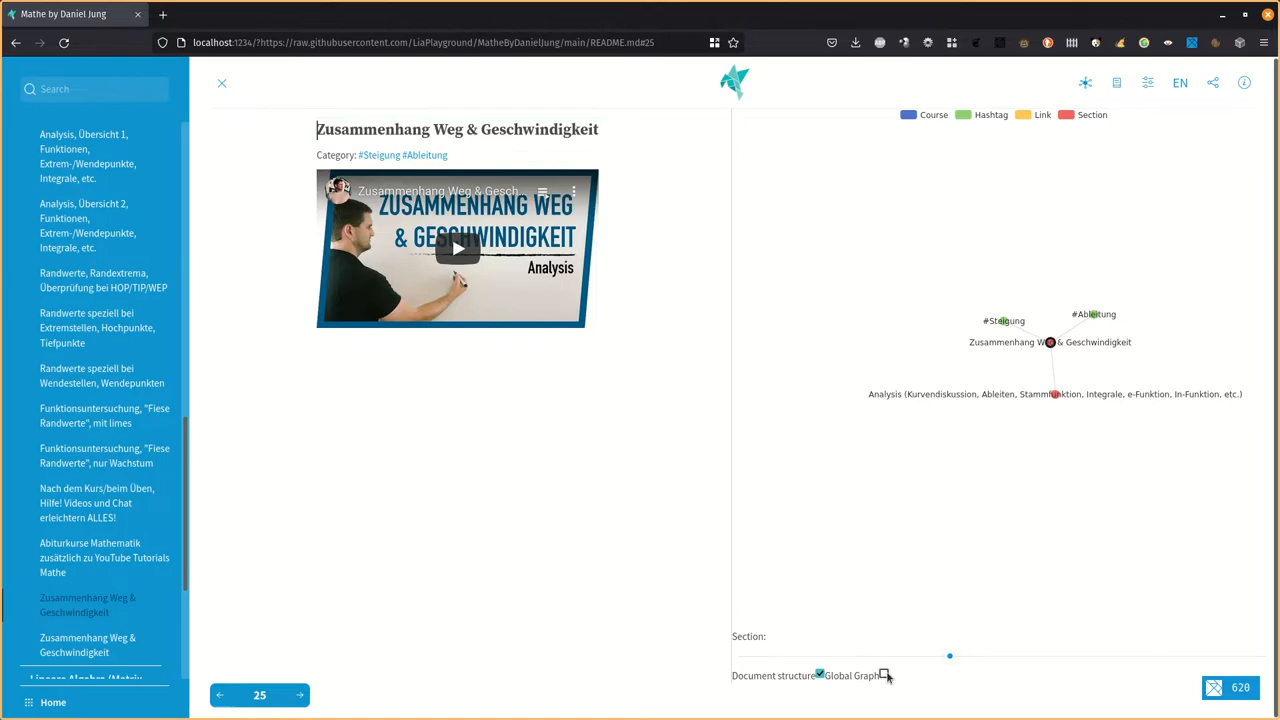 Mathe by Daniel Jung
localhost:1234/?https://raw.githubusercontent.com/LiaPlayground/MatheByDanielJung/main/README.md#25
Search
Analysis, Übersicht 1,
Funktionen,
Extrem-/Wendepunkte,
Integrale, etc.
Analysis, Übersicht 2,
Funktionen,
Extrem-/Wendepunkte,
Integrale, etc.
Randwerte, Randextrema,
Überprüfung bei HOP/TIP/WEP
Randwerte speziell bei
Extremstellen, Hochpunkte,
Tiefpunkte
Randwerte speziell bei
Wendestellen, Wendepunkten
Funktionsuntersuchung, "Fiese
Randwerte", mit limes
Funktionsuntersuchung, "Fiese
Randwerte", nur Wachstum
Nach dem Kurs/beim Üben,
Hilfe! Videos und Chat
erleichtern ALLES!
Abiturkurse Mathematik
zusätzlich zu YouTube Tutorials
Mathe
Zusammenhang Weg &
Geschwindigkeit
Zusammenhang Weg &
Geschwindigkeit
Lineare Algebra (Matrix,
Home
EN
Zusammenhang Weg & Geschwindigkeit
Category: #Steigung #Ableitung
Zusammenhang Weg & Gesch...
ZUSAMMENHANG WEG
& GESCHWINDIGKEIT
Analysis
25
Course Hashtag Link Section
#Steigung
#Ableitung
Zusammenhang Weg & Geschwindigkeit
Analysis (Kurvendiskussion, Ableiten, Stammfunktion, Integrale, e-Funktion, ln-Funktion, etc.)
Section:
Document structure Global Graph
620